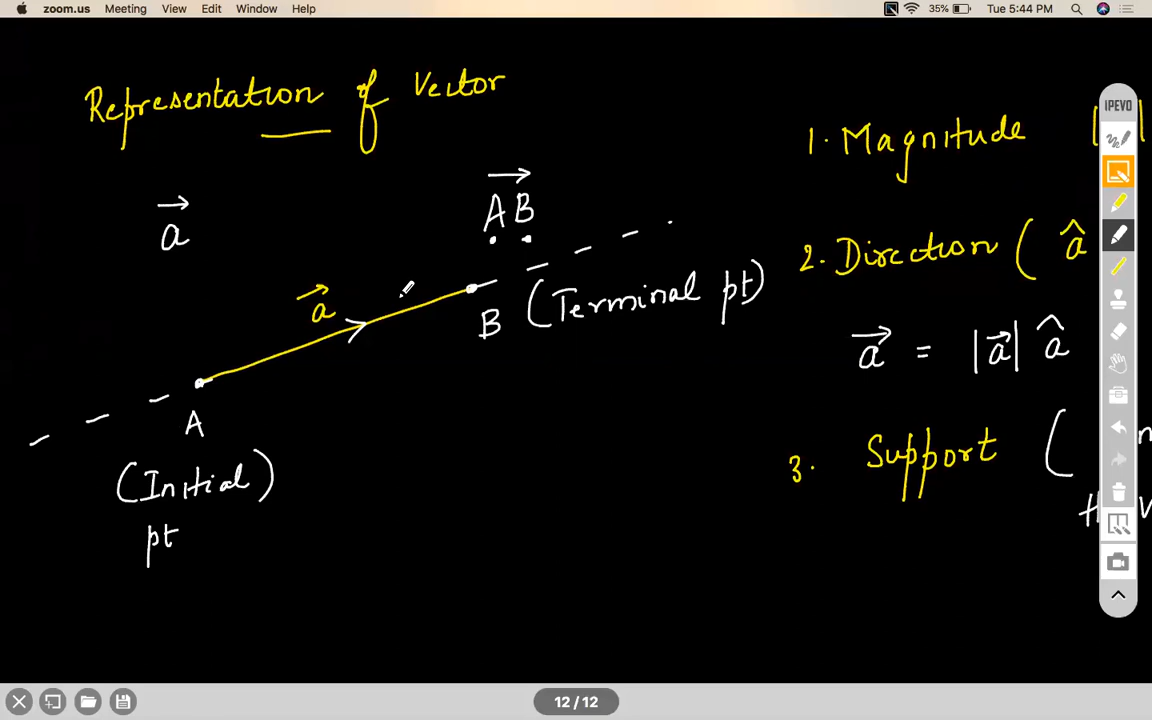 zoom.us Meeting View Edit Window Help 35% Tue 5:44 PM
Representation of Vector
IPEVO
1. Magnitude
→a
→AB
2. Direction ( â
→a
B (Terminal pt)
→a = |→a| â
A
3. Support (
(Initial)
pt
12/12